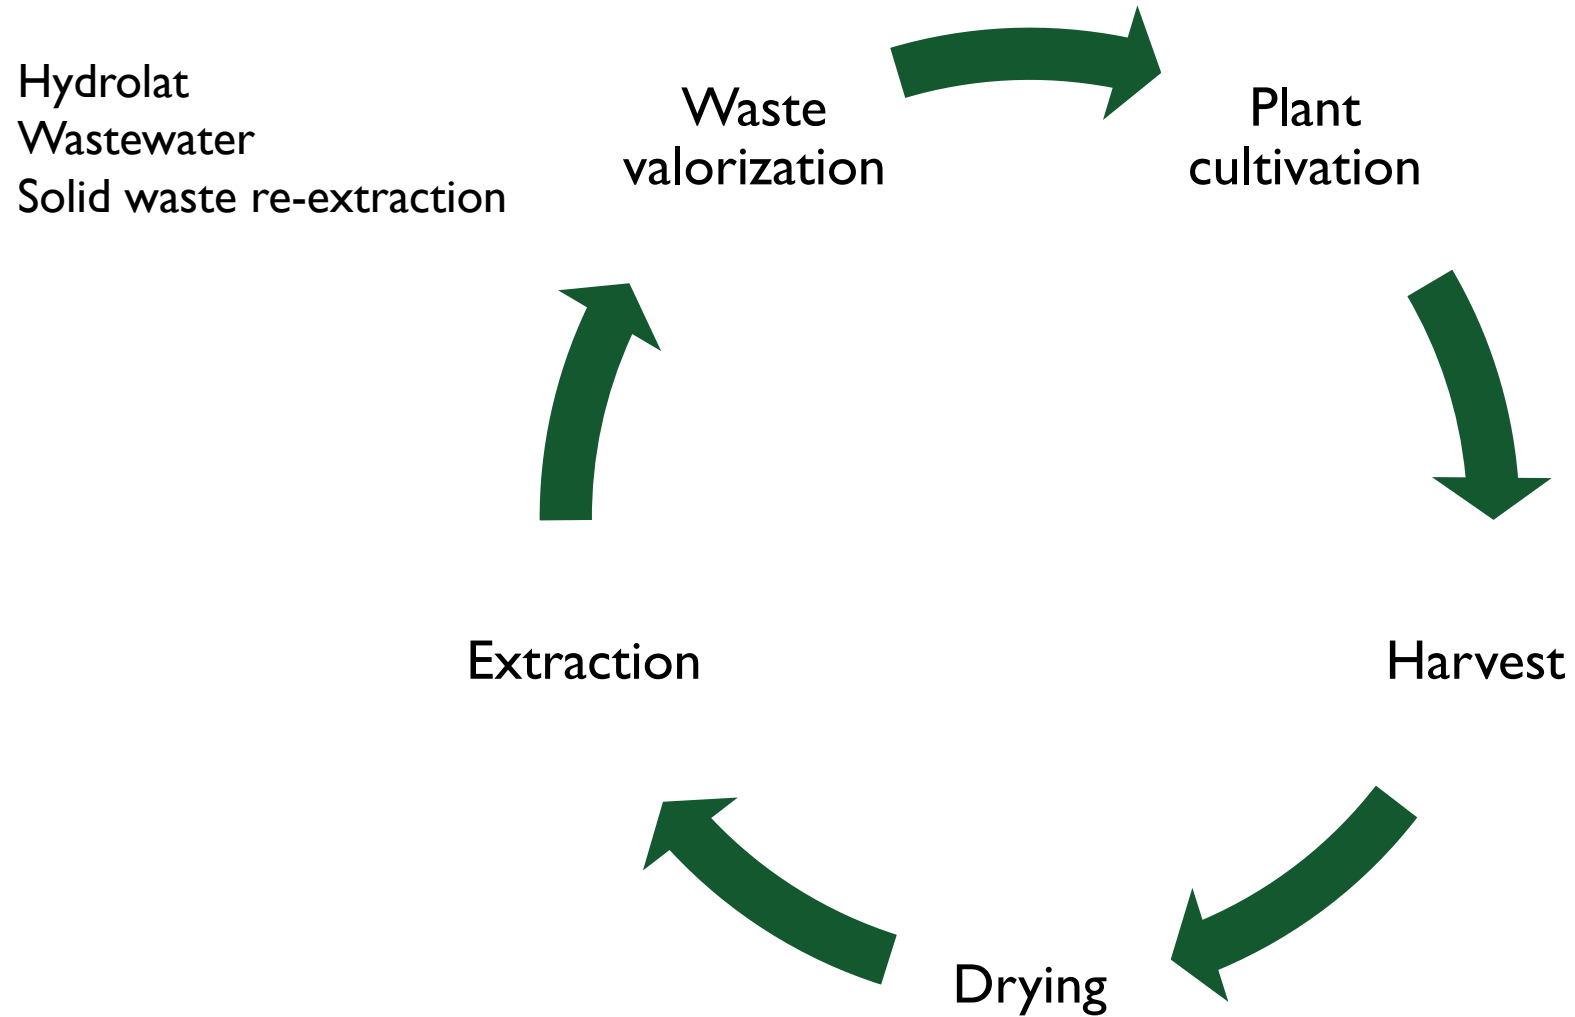 Hydrolat
Wastewater
Solid waste re-extraction
Waste
valorization
Plant
cultivation
Extraction
Harvest
Drying